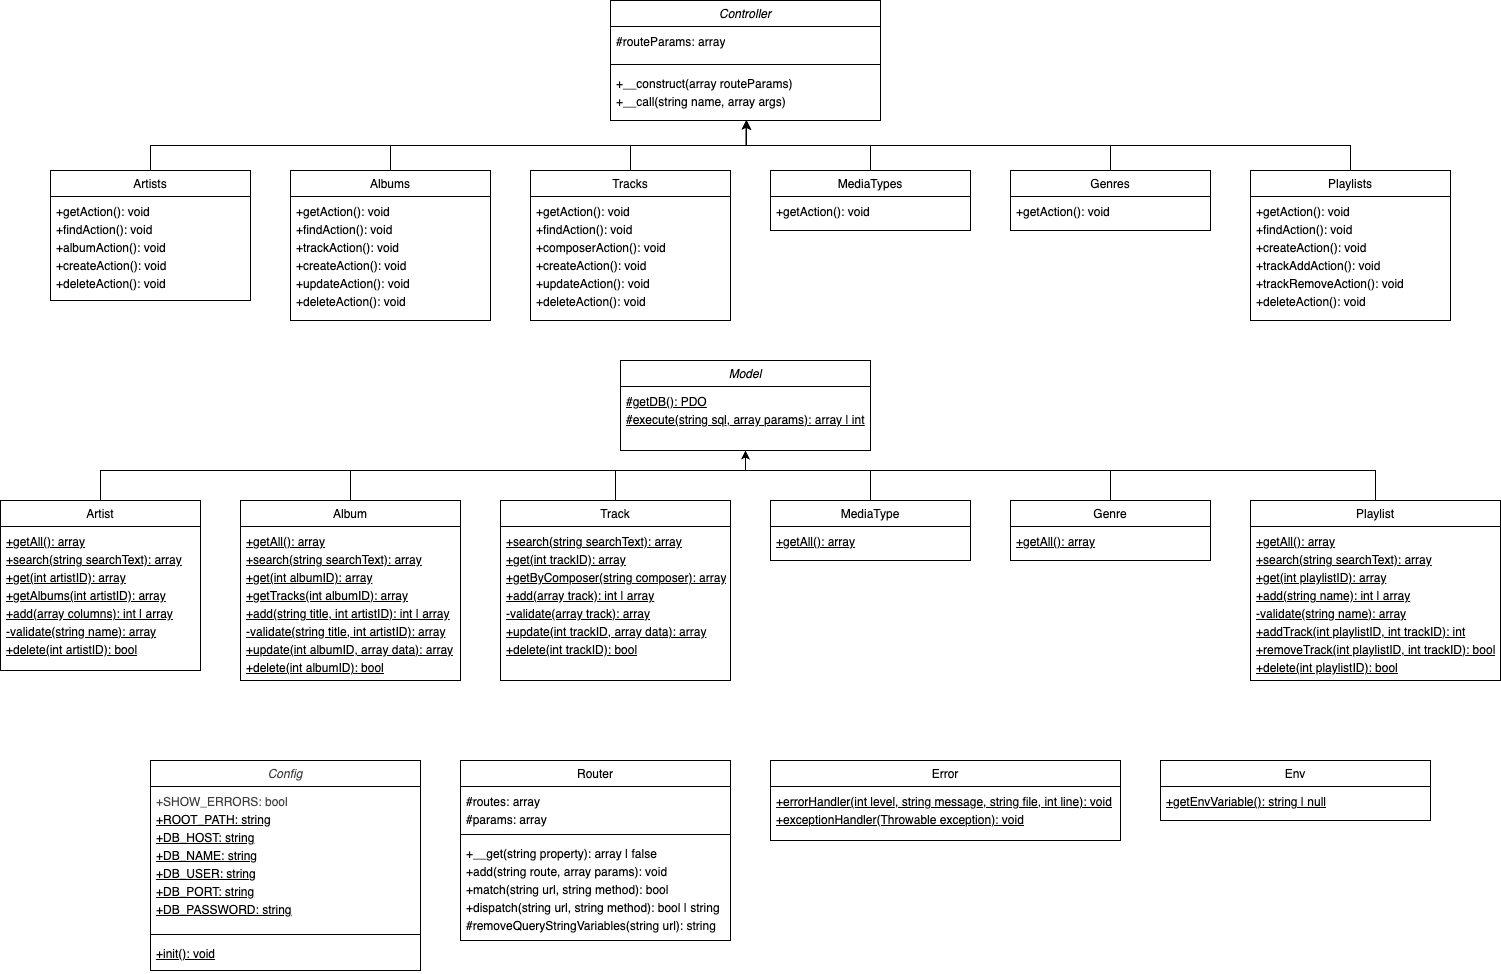 Controller
#routeParams: array
+__construct(array routeParams)
+__call(string name, array args)
Artists
+getAction(): void
+findAction(): void
+albumAction(): void
+createAction(): void
+deleteAction(): void
Albums
+getAction(): void
+findAction(): void
+trackAction(): void
+createAction(): void
+updateAction(): void
+deleteAction(): void
Tracks
+getAction(): void
+findAction(): void
+composerAction(): void
+createAction(): void
+updateAction(): void
+deleteAction(): void
MediaTypes
+getAction(): void
Genres
+getAction(): void
Playlists
+getAction(): void
+findAction(): void
+createAction(): void
+trackAddAction(): void
+trackRemoveAction(): void
+deleteAction(): void
Model
#getDB(): PDO
#execute(string sql, array params): array | int
Artist
+getAll(): array
+search(string searchText): array
+get(int artistID): array
+getAlbums(int artistID): array
+add(array columns): int | array
-validate(string name): array
+delete(int artistID): bool
Album
+getAll(): array
+search(string searchText): array
+get(int albumID): array
+getTracks(int albumID): array
+add(string title, int artistID): int | array
-validate(string title, int artistID): array
+update(int albumID, array data): array
+delete(int albumID): bool
Track
+search(string searchText): array
+get(int trackID): array
+getByComposer(string composer): array
+add(array track): int | array
-validate(array track): array
+update(int trackID, array data): array
+delete(int trackID): bool
MediaType
+getAll(): array
Genre
+getAll(): array
Playlist
+getAll(): array
+search(string searchText): array
+get(int playlistID): array
+add(string name): int | array
-validate(string name): array
+addTrack(int playlistID, int trackID): int
+removeTrack(int playlistID, int trackID): bool
+delete(int playlistID): bool
Config
+SHOW_ERRORS: bool
+ROOT_PATH: string
+DB_HOST: string
+DB_NAME: string
+DB_USER: string
+DB_PORT: string
+DB_PASSWORD: string
+init(): void
Router
#routes: array
#params: array
+__get(string property): array | false
+add(string route, array params): void
+match(string url, string method): bool
+dispatch(string url, string method): bool | string
#removeQueryStringVariables(string url): string
Error
+errorHandler(int level, string message, string file, int line): void
+exceptionHandler(Throwable exception): void
Env
+getEnvVariable(): string | null